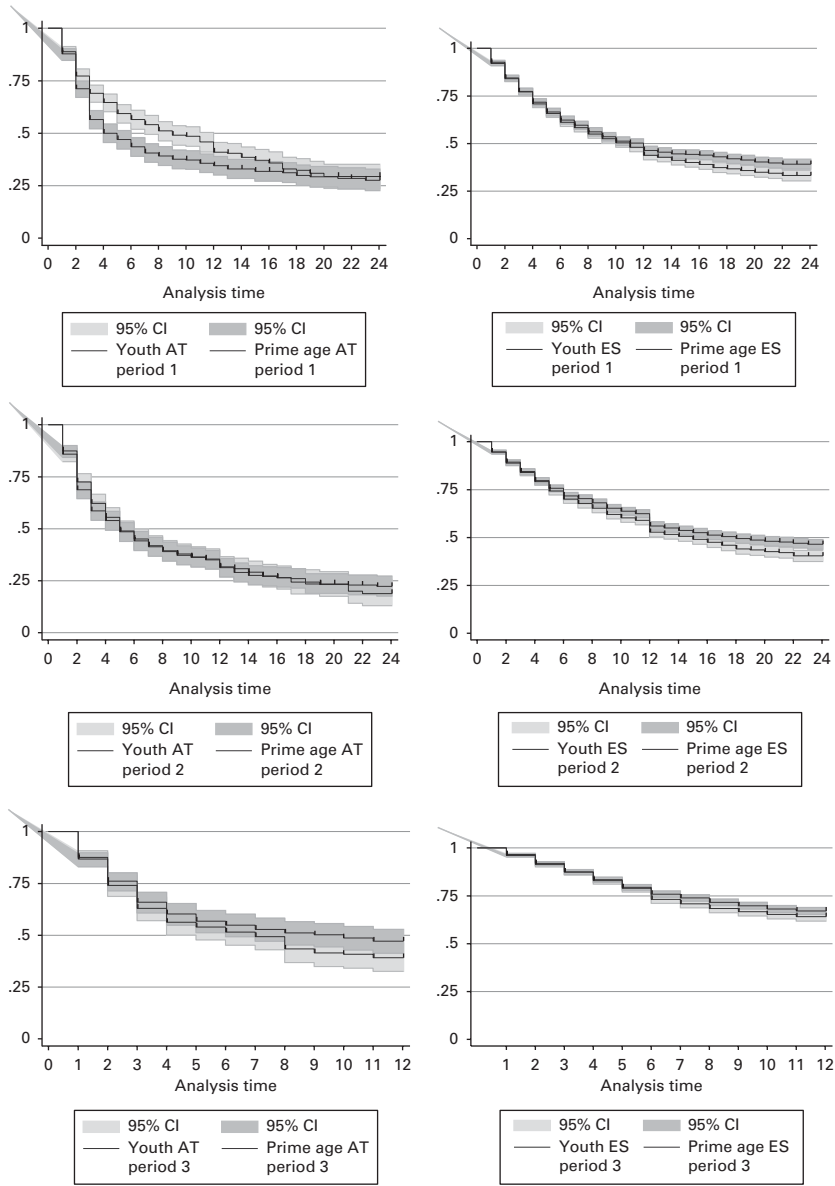 1
.75
.5
.25
0
0 2 4 6 8 10 12 14 16 18 20 22 24
Analysis time
95% CI 95% CI
Youth AT Prime age AT
period 1 period 1
1
.75
.5
.25
0
0 2 4 6 8 10 12 14 16 18 20 22 24
Analysis time
95% CI 95% CI
Youth ES Prime age ES
period 1 period 1
1
.75
.5
.25
0
0 2 4 6 8 10 12 14 16 18 20 22 24
Analysis time
95% CI 95% CI
Youth AT Prime age AT
period 2 period 2
1
.75
.5
.25
0
0 2 4 6 8 10 12 14 16 18 20 22 24
Analysis time
95% CI 95% CI
Youth ES Prime age ES
period 2 period 2
1
.75
.5
.25
0
0 1 2 3 4 5 6 7 8 9 10 11 12
Analysis time
95% CI 95% CI
Youth AT Prime age AT
period 3 period 3
1
.75
.5
.25
0
1 2 3 4 5 6 7 8 9 10 11 12
Analysis time
95% CI 95% CI
Youth ES Prime age ES
period 3 period 3